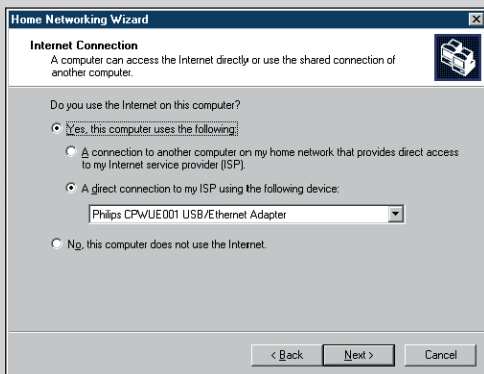 Home Networking Wizard
Internet Connection
A computer can access the Internet directly or use the shared connection of
another computer.
Do you use the Internet on this computer?
Yes, this computer uses the following:
A connection to another computer on my home network that provides direct access
to my Internet service provider (ISP).
A direct connection to my ISP using the following device:
Philips CPWUE001 USB/Ethernet Adapter
No, this computer does not use the Internet.
< Back
Next >
Cancel